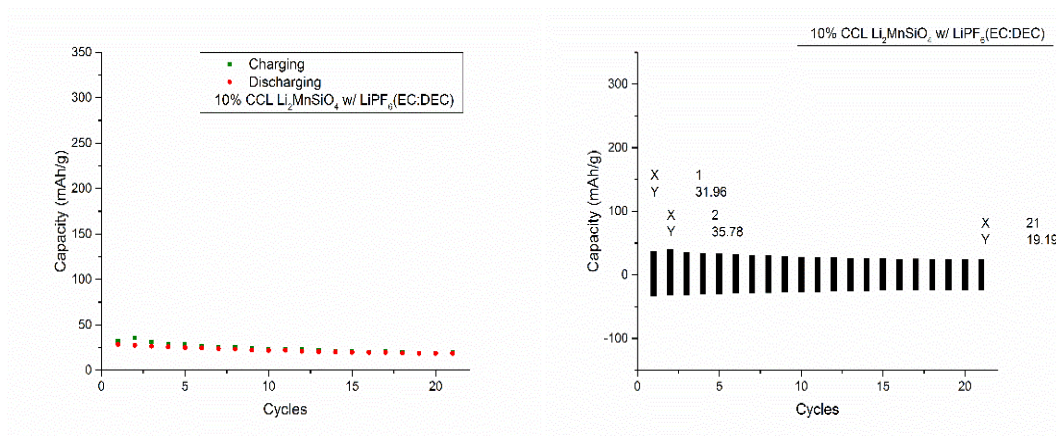 350
300
250
200
150
100
50
0
Capacity (mAh/g)
0 5 10 15 20
Cycles
Charging
Discharging
10% CCL Li₂MnSiO₄ w/ LiPF₆(EC:DEC)
10% CCL Li₂MnSiO₄ w/ LiPF₆(EC:DEC)
300
200
100
0
-100
Capacity (mAh/g)
X 1
Y 31.96
X 2
Y 35.78
X 21
Y 19.19
0 5 10 15 20
Cycles